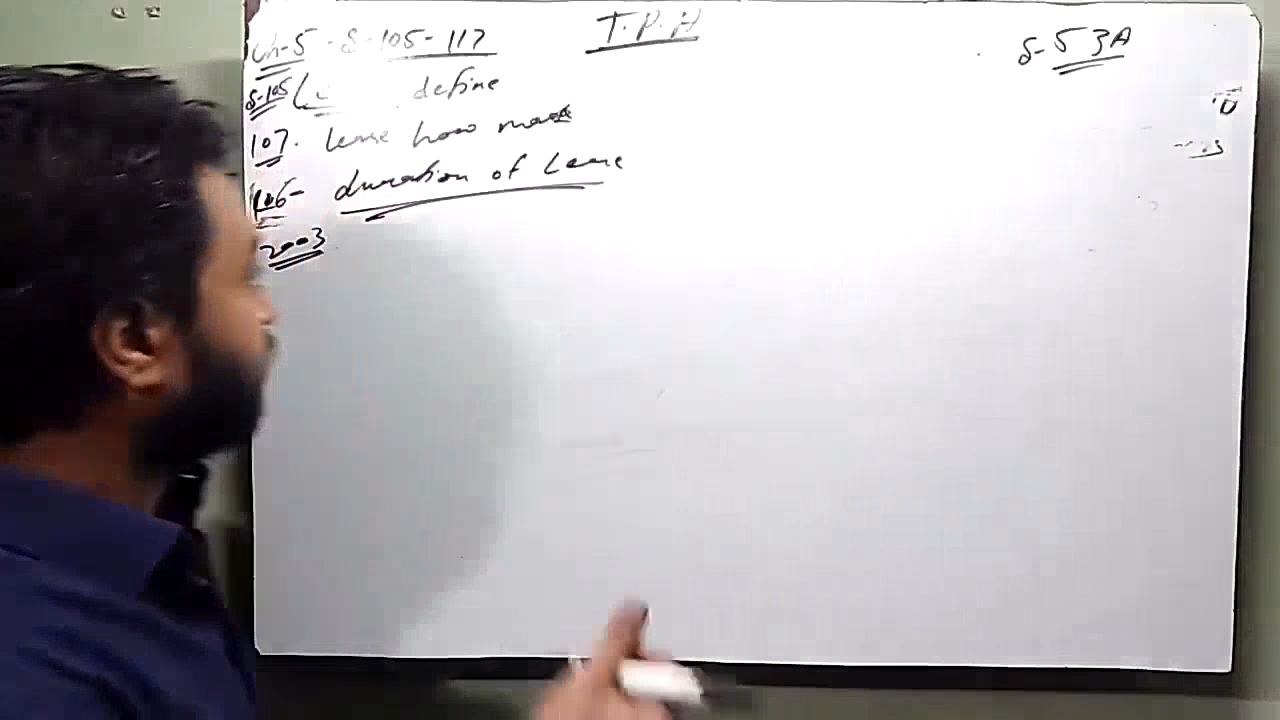 T.P.A
Ch-5 - S-105-117
S-53A
S-105 define
107. lease how made
106- duration of Lease
2003